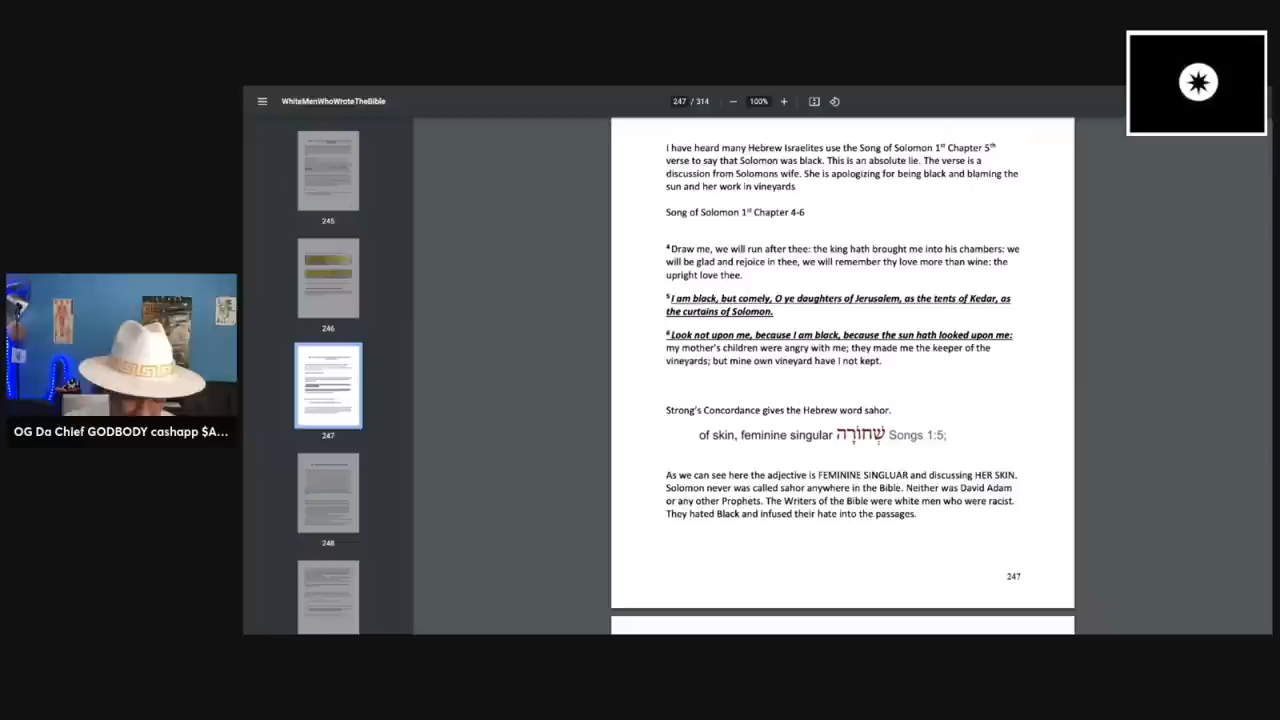 WhiteMenWhoWroteTheBible
247 / 314
100%
245
246
247
248
I have heard many Hebrew Israelites use the Song of Solomon 1st Chapter 5th
verse to say that Solomon was black. This is an absolute lie. The verse is a
discussion from Solomons wife. She is apologizing for being black and blaming the
sun and her work in vineyards
Song of Solomon 1st Chapter 4-6
4 Draw me, we will run after thee: the king hath brought me into his chambers: we
will be glad and rejoice in thee, we will remember thy love more than wine: the
upright love thee.
5 I am black, but comely, O ye daughters of Jerusalem, as the tents of Kedar, as
the curtains of Solomon.
6 Look not upon me, because I am black, because the sun hath looked upon me:
my mother's children were angry with me; they made me the keeper of the
vineyards; but mine own vineyard have I not kept.
Strong's Concordance gives the Hebrew word sahor.
of skin, feminine singular שְׁחוֹרָה Songs 1:5;
As we can see here the adjective is FEMININE SINGLUAR and discussing HER SKIN.
Solomon never was called sahor anywhere in the Bible. Neither was David Adam
or any other Prophets. The Writers of the Bible were white men who were racist.
They hated Black and infused their hate into the passages.
247
OG Da Chief GODBODY cashapp $A...